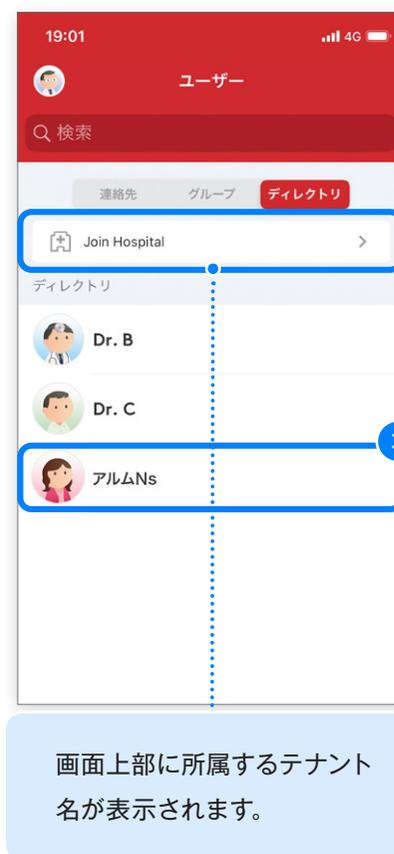 19:01
4G
ユーザー
検索
連絡先 グループ ディレクトリ
Join Hospital
ディレクトリ
Dr. B
Dr. C
アルムNs
画面上部に所属するテナント
名が表示されます。